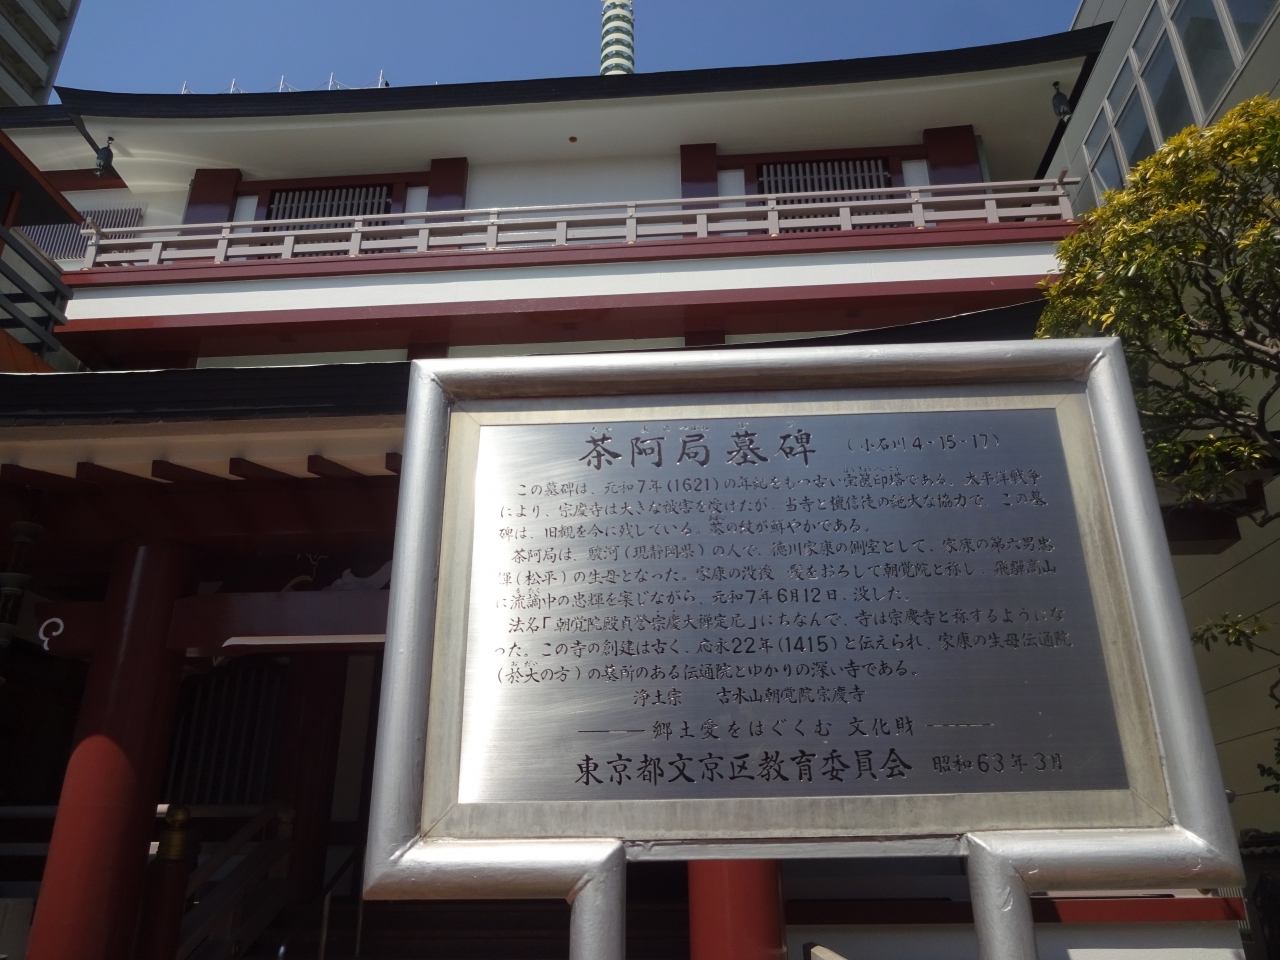 茶阿局墓碑 (小石川4・15・17)
この墓碑は、元和7年(1621)の年紀をもつ古い宝篋印塔である。太平洋戦争
により、宗慶寺は大きな被害を受けたが、当寺と檀信徒の絶大な協力で、この墓
碑は、旧観を今に残している。葵の紋が鮮やかである。
茶阿局は、駿河(現静岡県)の人で、徳川家康の側室として、家康の第六男忠
輝(松平)の生母となった。家康の没後、髪をおろして朝覚院と称し、飛騨高山
に流謫中の忠輝を案じながら、元和7年6月12日、没した。
法名「朝覚院殿貞誉宗慶大禅定尼」にちなんで、寺は宗慶寺と称するようにな
った。この寺の創建は古く、応永22年(1415)と伝えられ、家康の生母伝通院
(於大の方)の墓所のある伝通院とゆかりの深い寺である。
浄土宗 吉水山朝覚院宗慶寺
郷土愛をはぐくむ 文化財
東京都文京区教育委員会 昭和63年3月